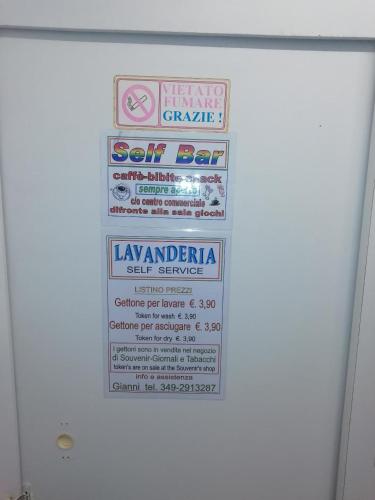 VIETATO
FUMARE
GRAZIE !
Self Bar
caffè-bibite-snack
sempre aperto
c/o centro commerciale
difronte alla sala giochi
LAVANDERIA
SELF SERVICE
LISTINO PREZZI
Gettone per lavare €. 3,90
Token for wash €. 3,90
Gettone per asciugare €. 3,90
Token for dry €. 3,90
I gettoni sono in vendita nel negozio
di Souvenir-Giornali e Tabacchi
token's are on sale at the Souvenir's shop
info e assistenza
Gianni tel. 349-2913287